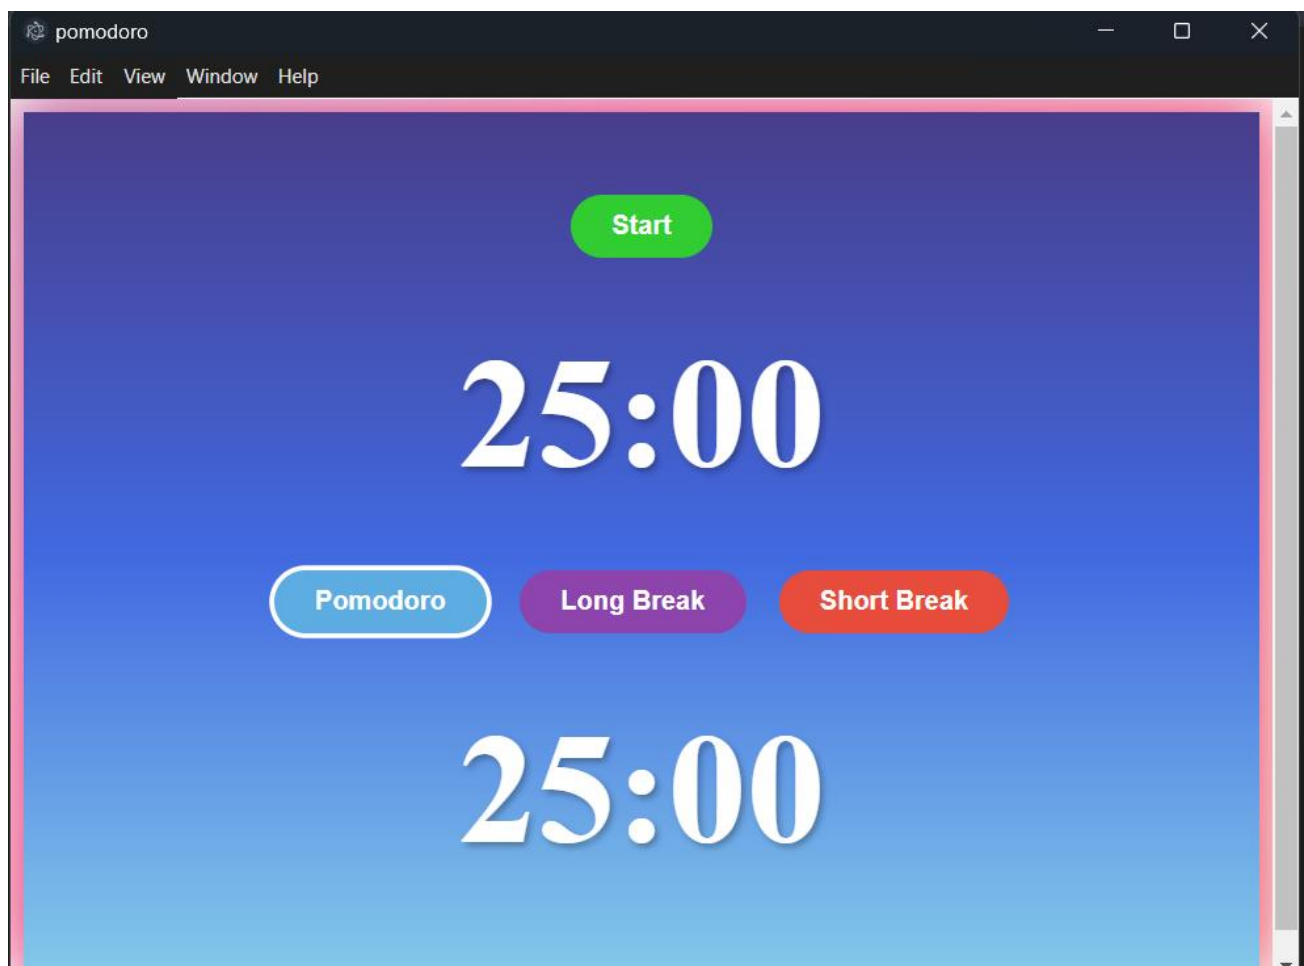 pomodoro
File Edit View Window Help
Start
25:00
Pomodoro Long Break Short Break
25:00